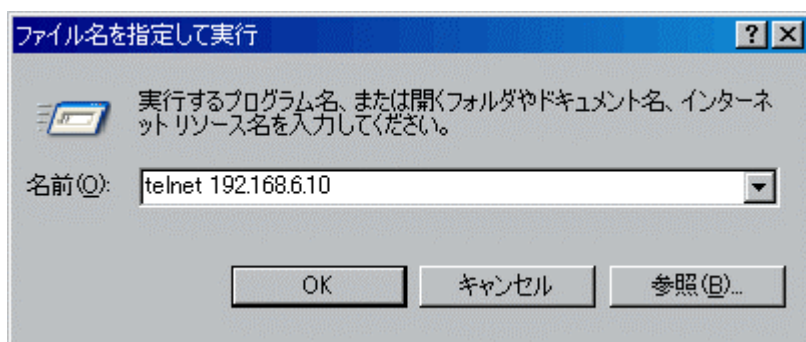 ファイル名を指定して実行
実行するプログラム名、または開くフォルダやドキュメント名、インターネ
ット リソース名を入力してください。
名前(O): telnet 192.168.6.10
OK キャンセル 参照(B)...